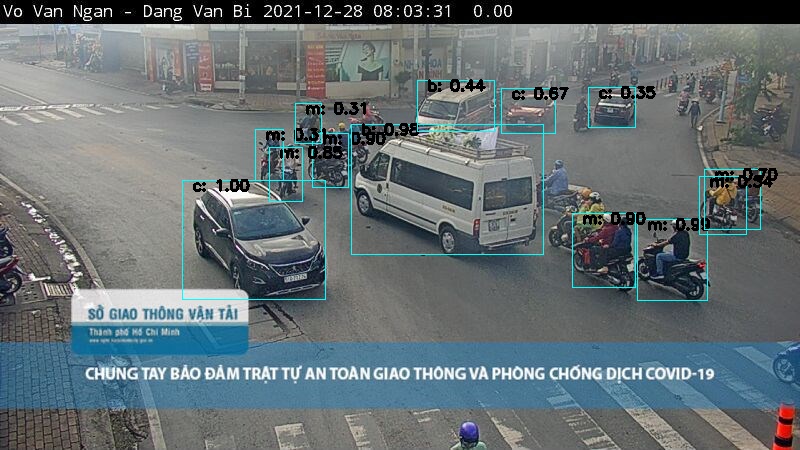 Vo Van Ngan - Dang Van Bi 2021-12-28 08:03:31  0.00
b: 0.44
c: 0.67
c: 0.35
m: 0.31
b: 0.98
m: 0.90
m: 0.3
m: 0.85
m: 0.70
m: 0.54
c: 1.00
m: 0.90
m: 0.90
SỞ GIAO THÔNG VẬN TẢI
Thành phố Hồ Chí Minh
CHUNG TAY BẢO ĐẢM TRẬT TỰ AN TOÀN GIAO THÔNG VÀ PHÒNG CHỐNG DỊCH COVID-19